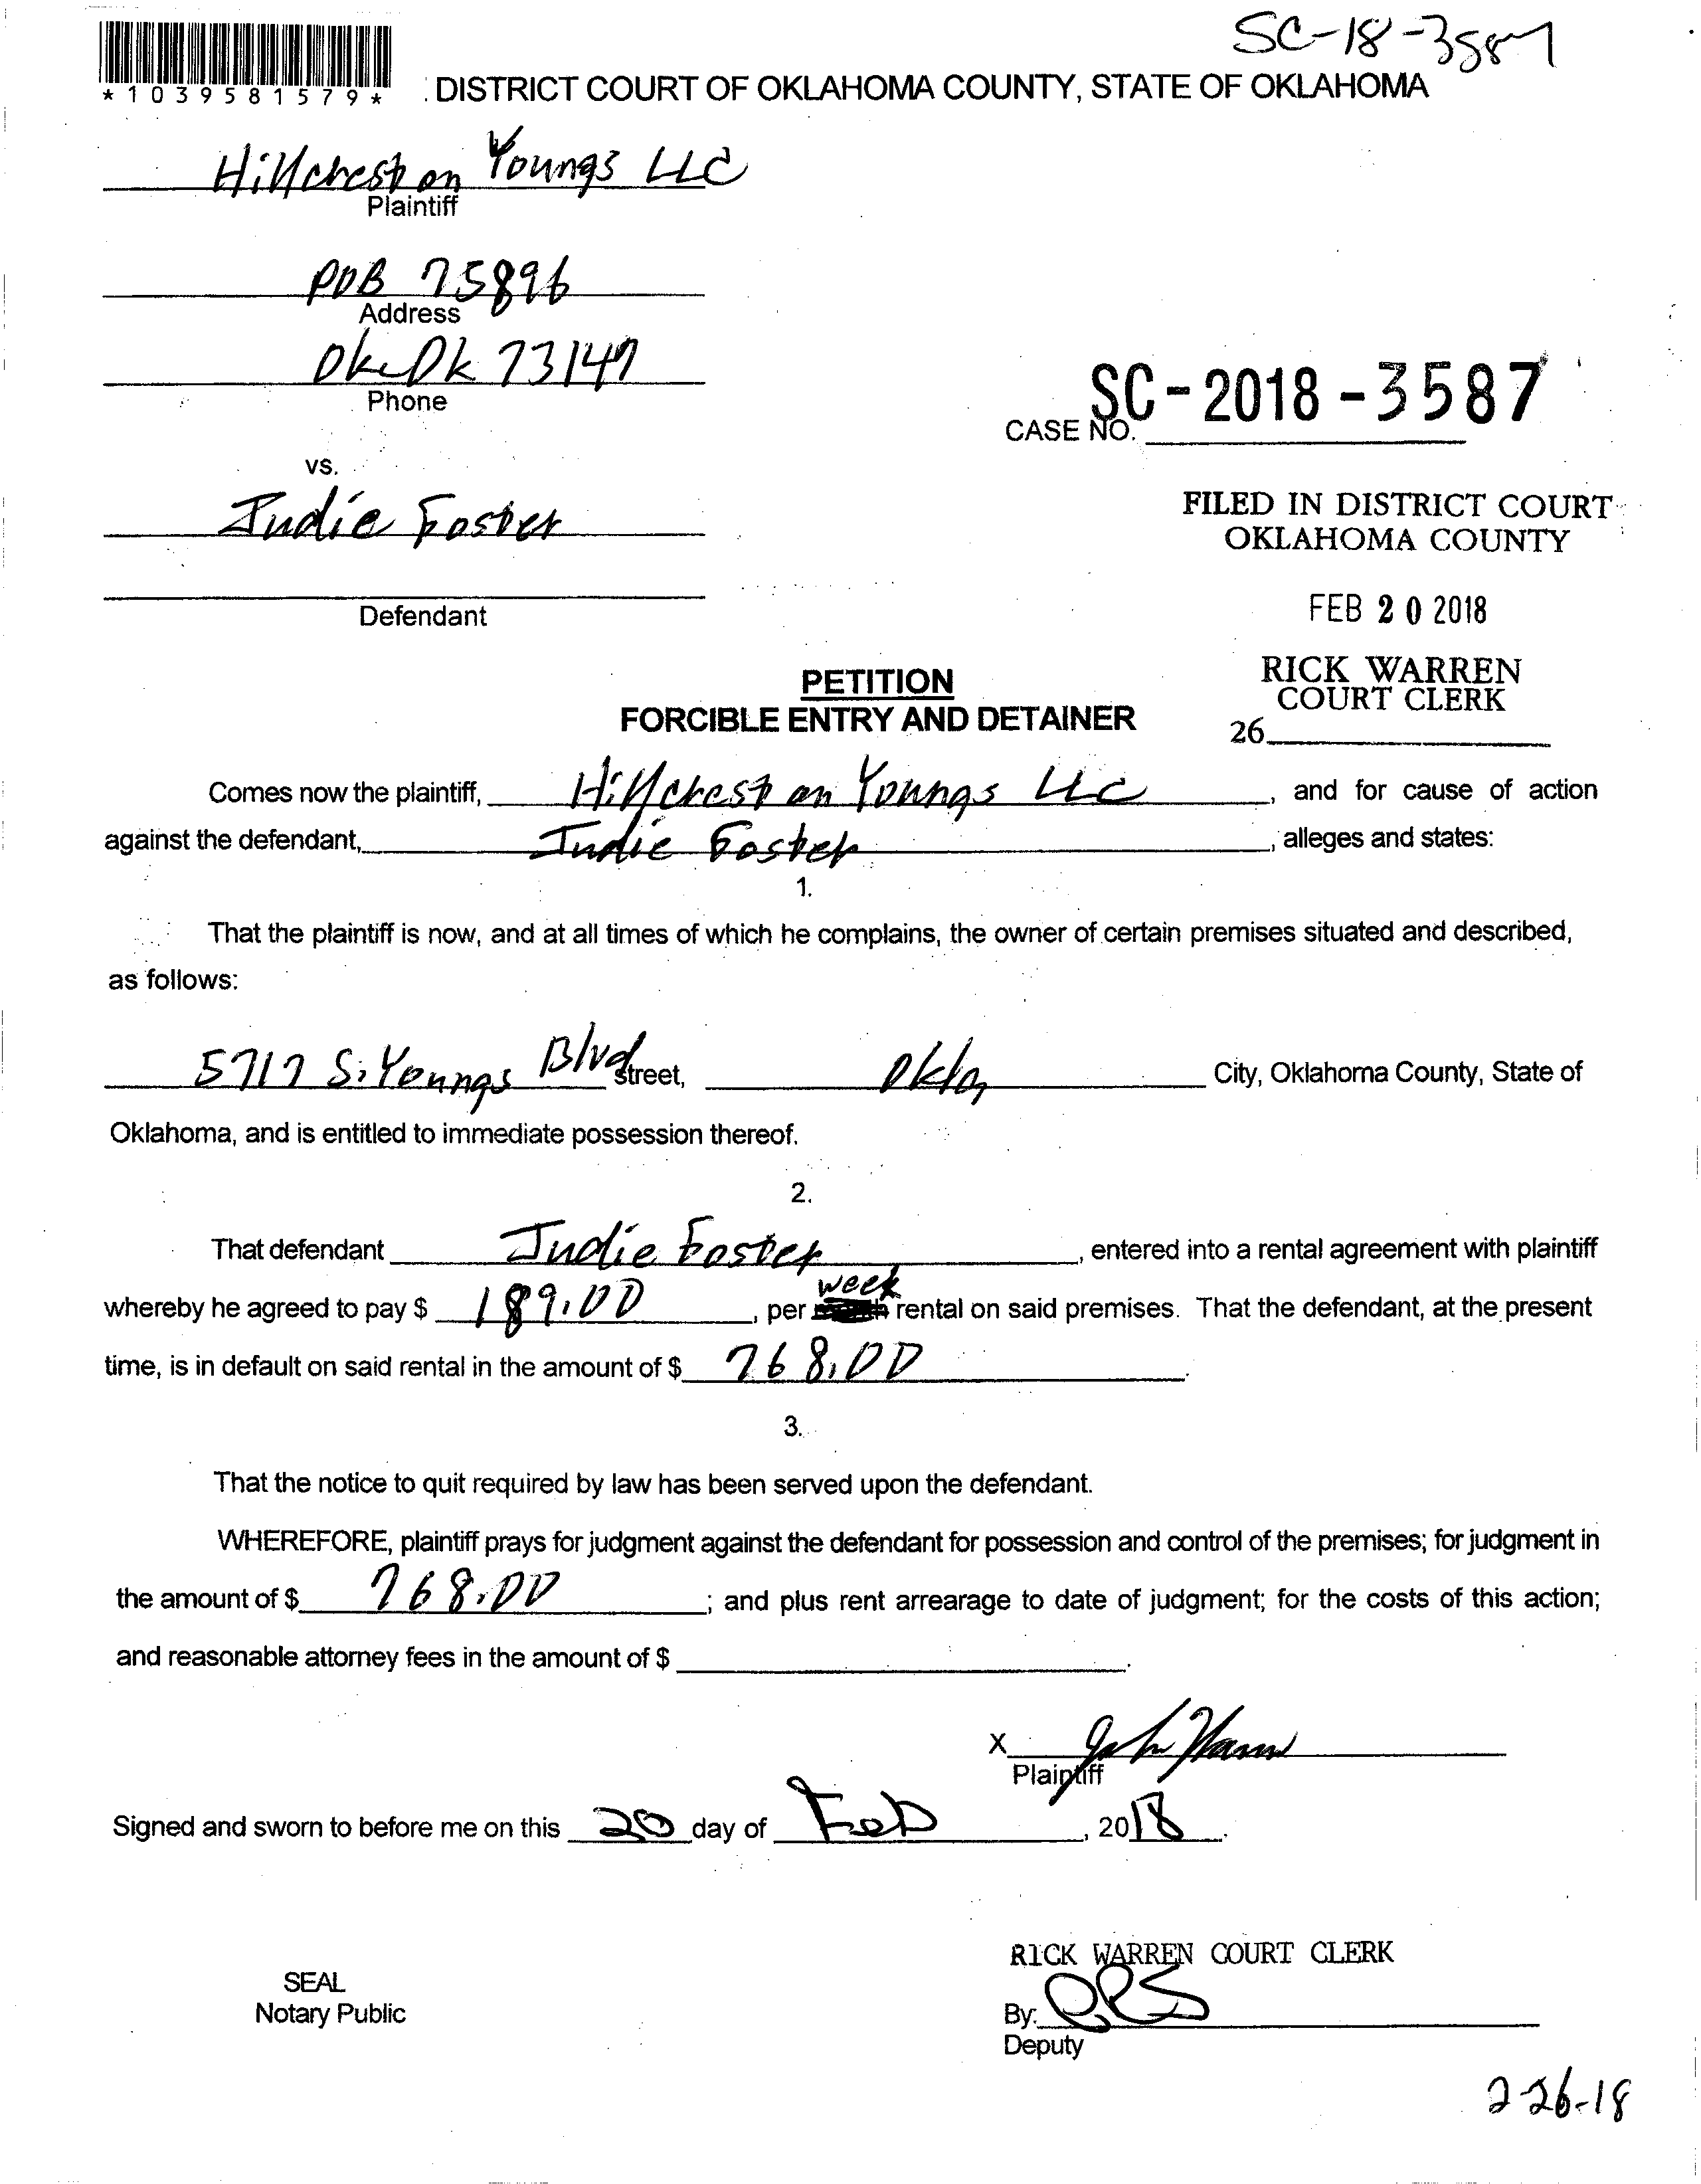 SC-18-3587
*1039581579*
DISTRICT COURT OF OKLAHOMA COUNTY, STATE OF OKLAHOMA
Hillcrest on Youngs LLC
Plaintiff
POB 75896
Address
Okc Ok 73147
Phone
SC-2018-3587
CASE NO.
vs.
Foster
Defendant
FILED IN DISTRICT COURT
OKLAHOMA COUNTY
FEB 20 2018
RICK WARREN
COURT CLERK
26
PETITION
FORCIBLE ENTRY AND DETAINER
Comes now the plaintiff, Hillcrest on Youngs LLC, and for cause of action
against the defendant, Foster, alleges and states:
1.
That the plaintiff is now, and at all times of which he complains, the owner of certain premises situated and described,
as follows:
5717 S. Youngs Blvd Street, Okla City, Oklahoma County, State of
Oklahoma, and is entitled to immediate possession thereof.
2.
That defendant Foster, entered into a rental agreement with plaintiff
week
whereby he agreed to pay $ 189.00, per rental on said premises. That the defendant, at the present
time, is in default on said rental in the amount of $ 768.00.
3.
That the notice to quit required by law has been served upon the defendant.
WHEREFORE, plaintiff prays for judgment against the defendant for possession and control of the premises; for judgment in
the amount of $ 768.00; and plus rent arrearage to date of judgment; for the costs of this action;
and reasonable attorney fees in the amount of $
X
Plaintiff
Signed and sworn to before me on this 20 day of Feb, 2018.
RICK WARREN COURT CLERK
SEAL
Notary Public
By:
Deputy
2-26-18